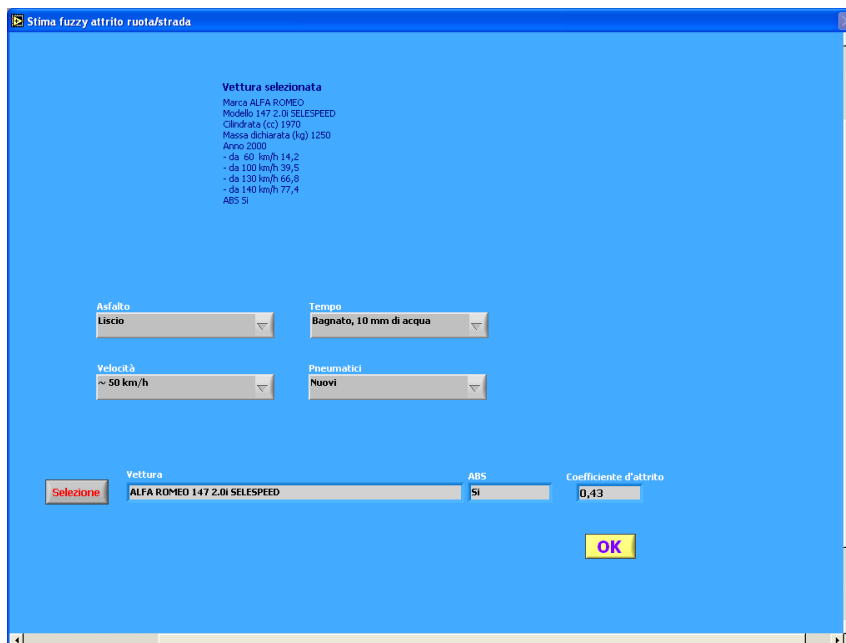 Stima fuzzy attrito ruota/strada
Vettura selezionata
Marca ALFA ROMEO
Modello 147 2.0i SELESPEED
Cilindrata (cc) 1970
Massa dichiarata (kg) 1250
Anno 2000
- da 60 km/h 14,2
- da 100 km/h 39,5
- da 130 km/h 66,8
- da 140 km/h 77,4
ABS Si
Asfalto
Liscio
Tempo
Bagnato, 10 mm di acqua
Velocità
~ 50 km/h
Pneumatici
Nuovi
Selezione
Vettura
ALFA ROMEO 147 2.0i SELESPEED
ABS
Si
Coefficiente d'attrito
0,43
OK